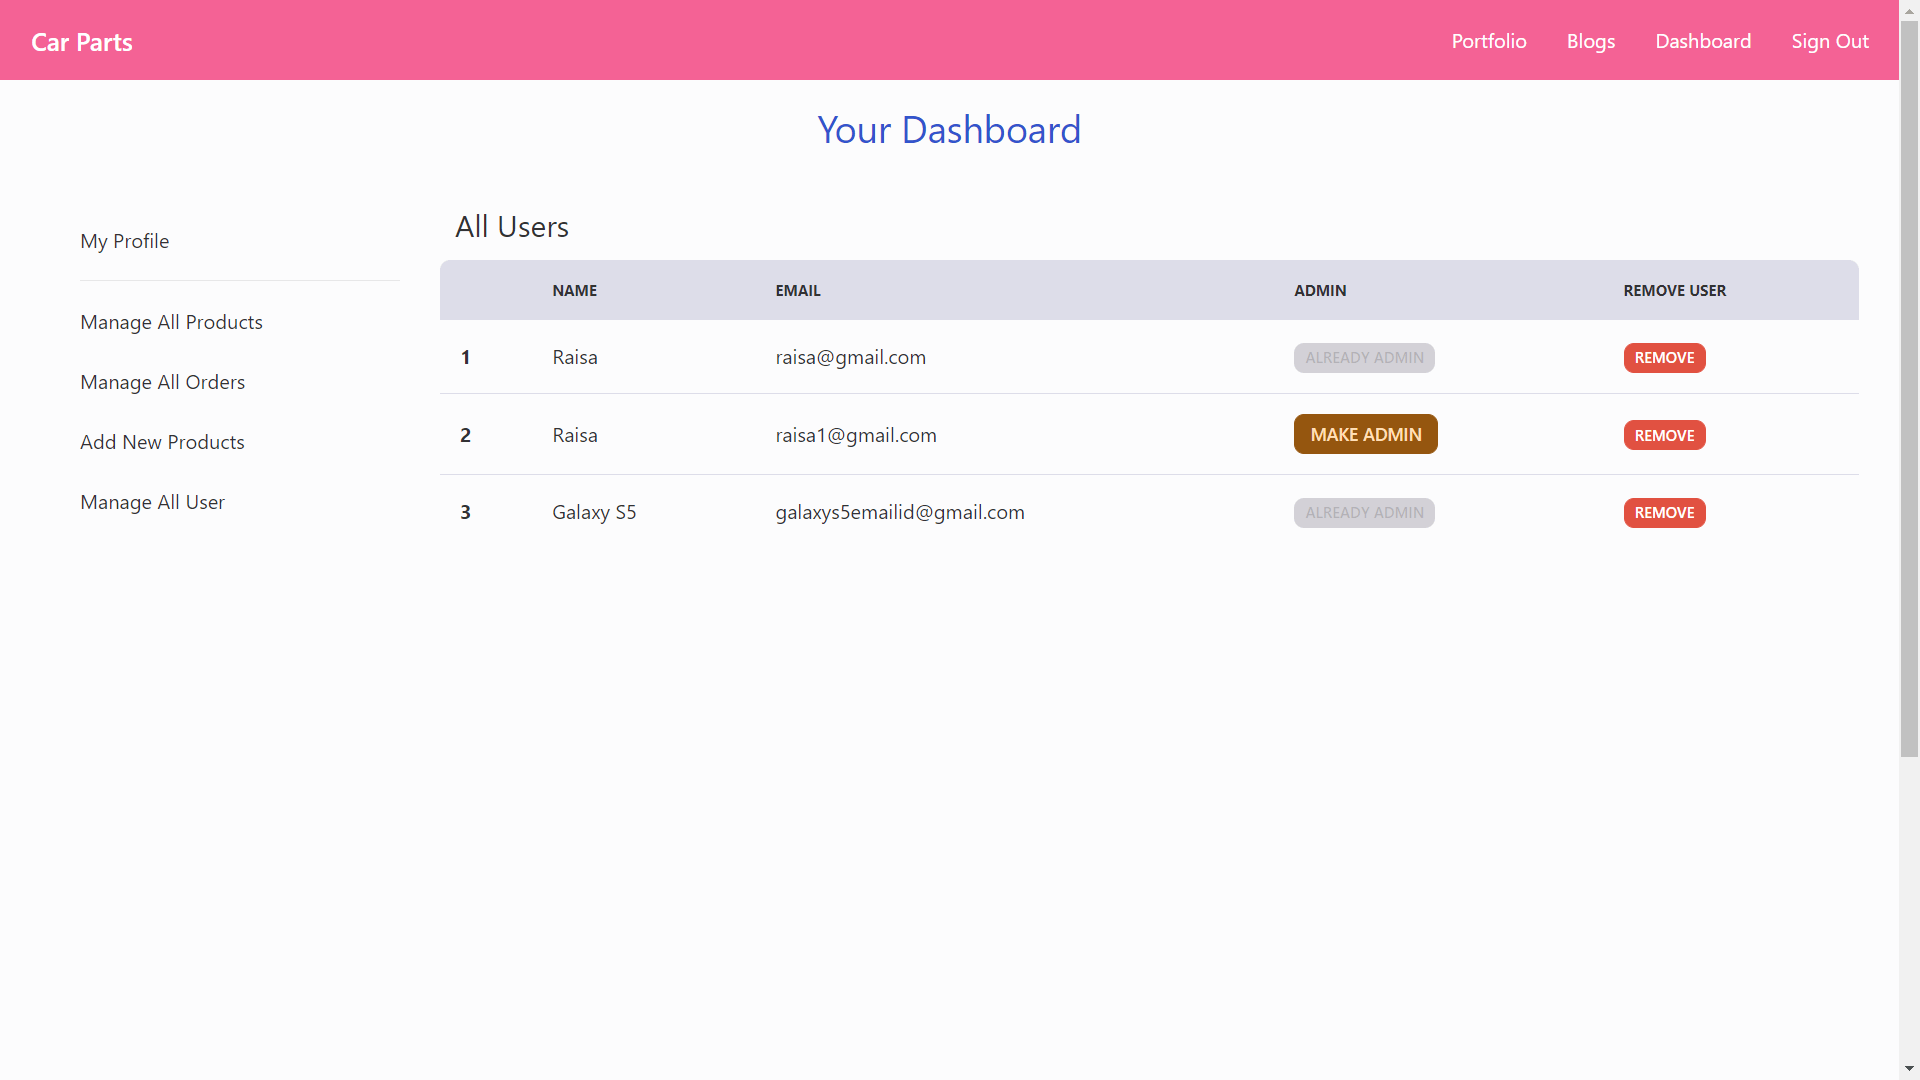 Car Parts Portfolio Blogs Dashboard Sign Out
Your Dashboard
My Profile
Manage All Products
Manage All Orders
Add New Products
Manage All User
All Users
NAME EMAIL ADMIN REMOVE USER
1 Raisa raisa@gmail.com ALREADY ADMIN REMOVE
2 Raisa raisa1@gmail.com MAKE ADMIN REMOVE
3 Galaxy S5 galaxys5emailid@gmail.com ALREADY ADMIN REMOVE